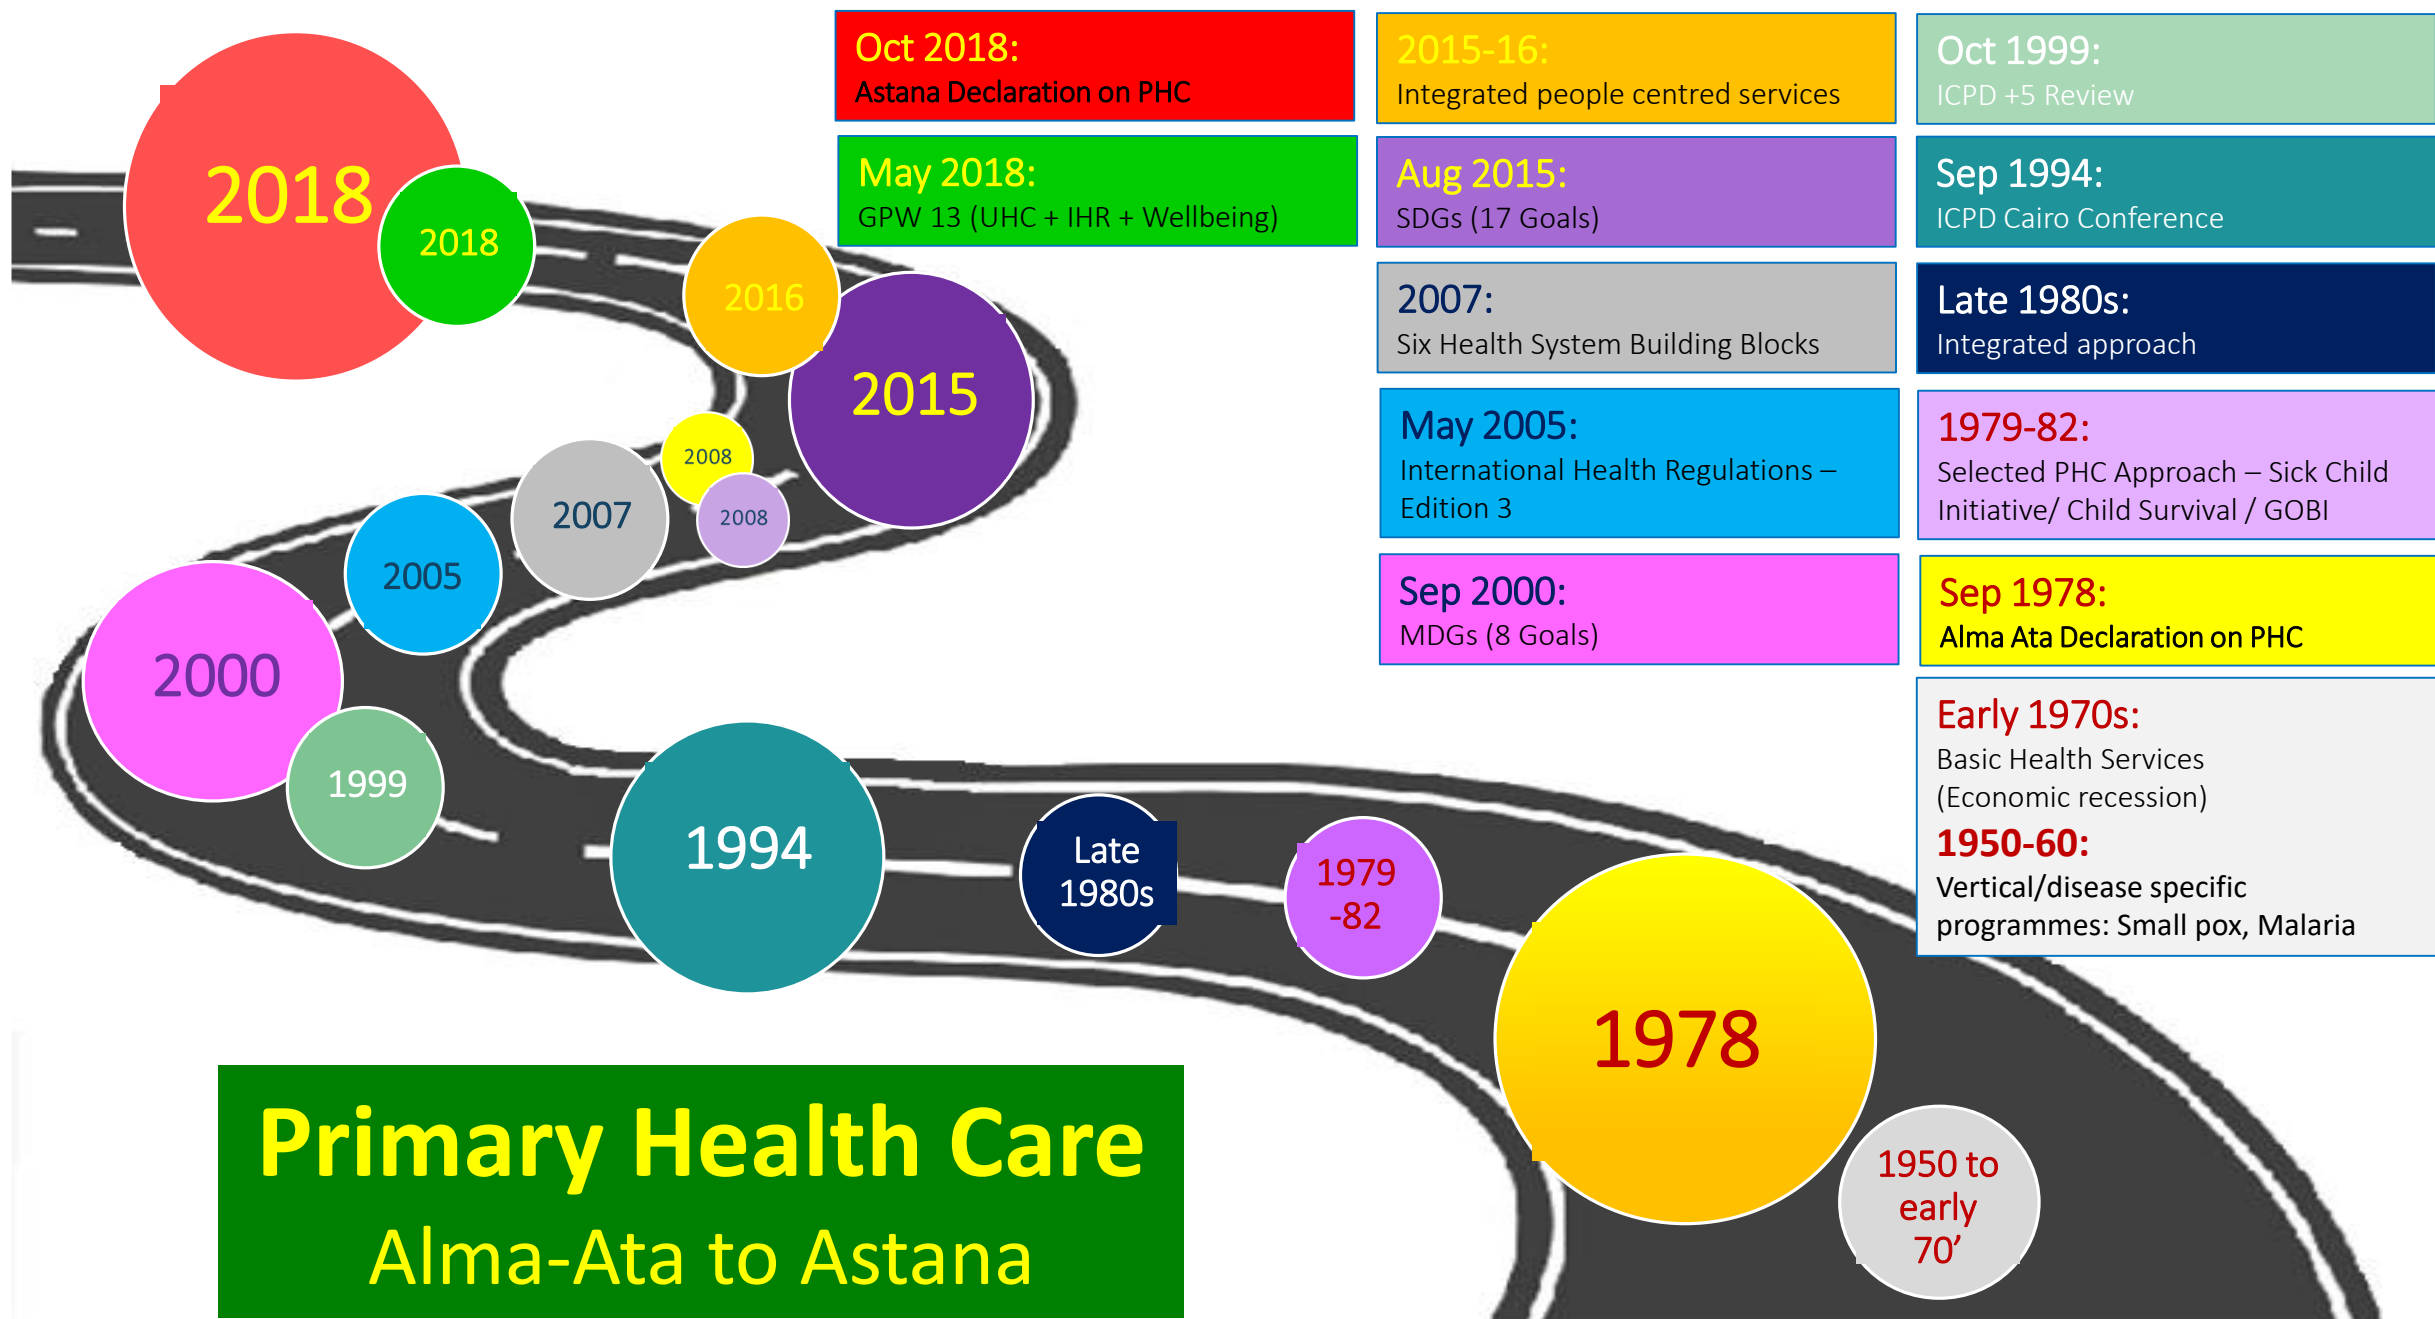 Oct 2018:
Astana Declaration on PHC
May 2018:
GPW 13 (UHC + IHR + Wellbeing)
2015-16:
Integrated people centred services
Aug 2015:
SDGs (17 Goals)
2007:
Six Health System Building Blocks
May 2005:
International Health Regulations –
Edition 3
Sep 2000:
MDGs (8 Goals)
Oct 1999:
ICPD +5 Review
Sep 1994:
ICPD Cairo Conference
Late 1980s:
Integrated approach
1979-82:
Selected PHC Approach – Sick Child
Initiative/ Child Survival / GOBI
Sep 1978:
Alma Ata Declaration on PHC
Early 1970s:
Basic Health Services
(Economic recession)
1950-60:
Vertical/disease specific
programmes: Small pox, Malaria
2018
2018
2016
2015
2008
2008
2007
2005
2000
1999
1994
Late
1980s
1979
-82
1978
1950 to
early
70’
Primary Health Care
Alma-Ata to Astana